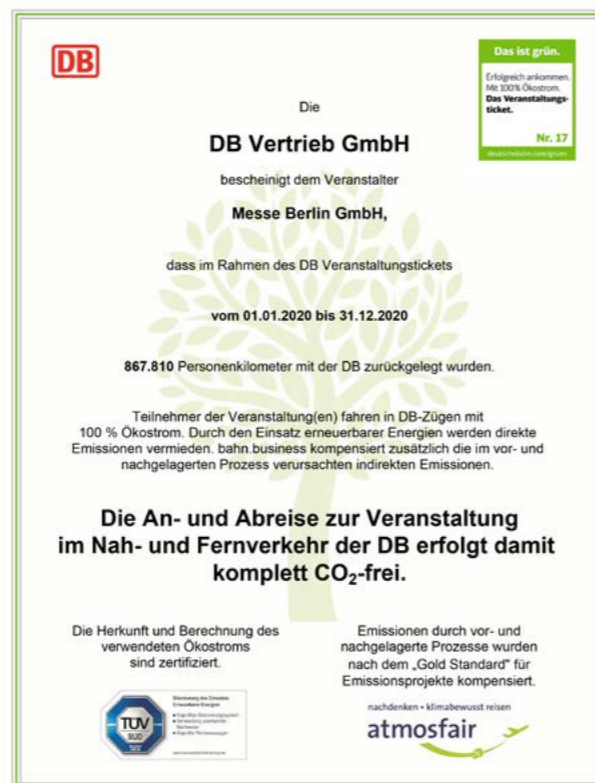 DB
Das ist grün.
Erfolgreich ankommen.
Mit 100% Ökostrom.
Das Veranstaltungs-
ticket.
Nr. 17
Die
DB Vertrieb GmbH
bescheinigt dem Veranstalter
Messe Berlin GmbH,
dass im Rahmen des DB Veranstaltungstickets
vom 01.01.2020 bis 31.12.2020
867.810 Personenkilometer mit der DB zurückgelegt wurden.
Teilnehmer der Veranstaltung(en) fahren in DB-Zügen mit
100 % Ökostrom. Durch den Einsatz erneuerbarer Energien werden direkte
Emissionen vermieden. bahn.business kompensiert zusätzlich die im vor- und
nachgelagerten Prozess verursachten indirekten Emissionen.
Die An- und Abreise zur Veranstaltung
im Nah- und Fernverkehr der DB erfolgt damit
komplett CO₂-frei.
Die Herkunft und Berechnung des
verwendeten Ökostroms
sind zertifiziert.
Emissionen durch vor- und
nachgelagerte Prozesse wurden
nach dem „Gold Standard" für
Emissionsprojekte kompensiert.
TÜV
SÜD
nachdenken • klimabewusst reisen
atmosfair